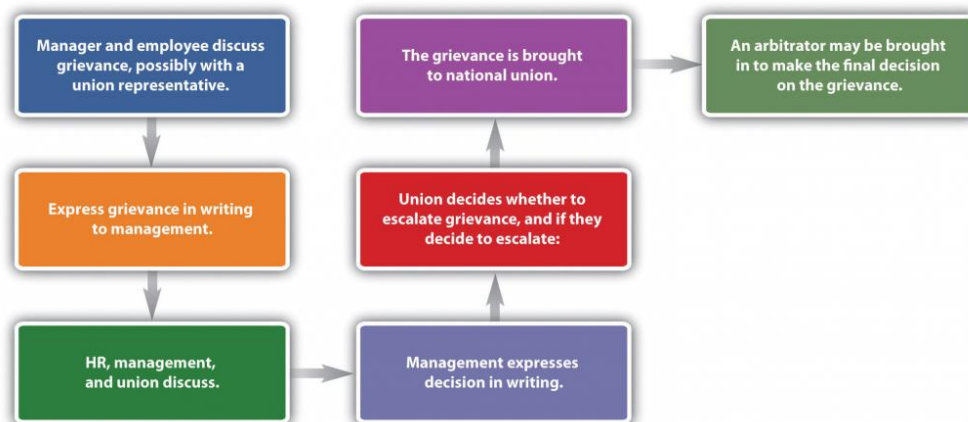 Manager and employee discuss
grievance, possibly with a
union representative.
Express grievance in writing
to management.
HR, management,
and union discuss.
Management expresses
decision in writing.
Union decides whether to
escalate grievance, and if they
decide to escalate:
The grievance is brought
to national union.
An arbitrator may be brought
in to make the final decision
on the grievance.